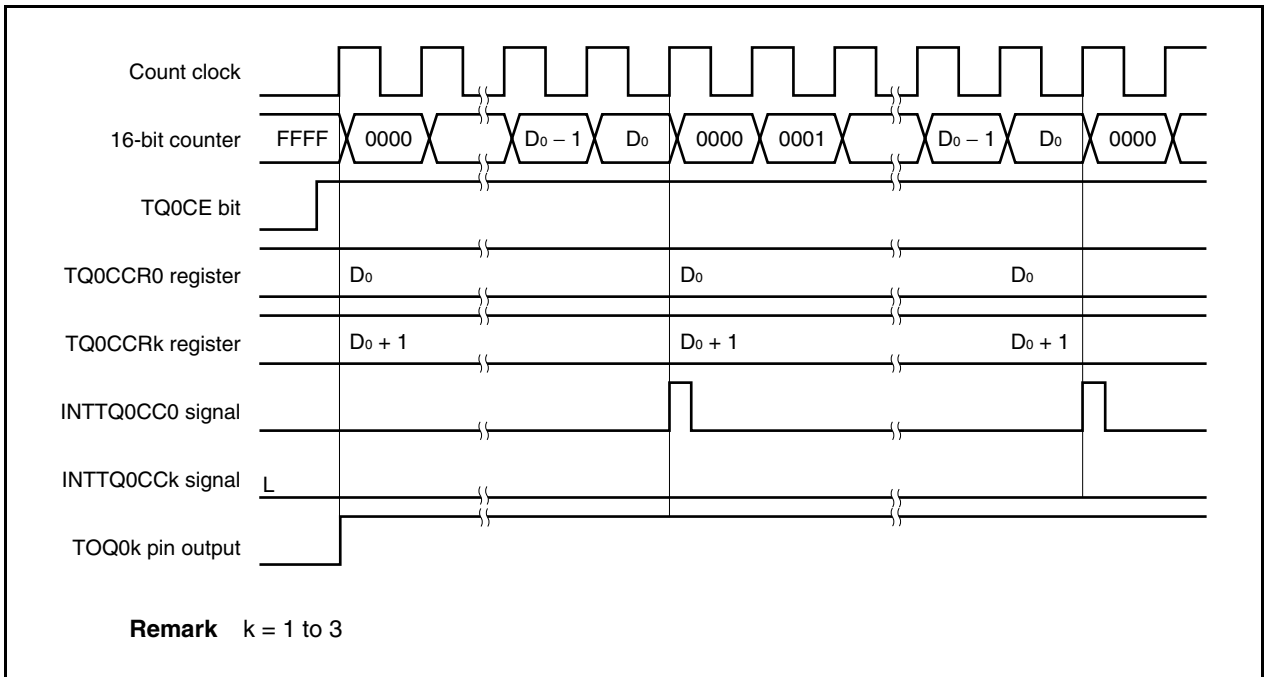 Count clock
16-bit counter FFFF 0000 D₀ − 1 D₀ 0000 0001 D₀ − 1 D₀ 0000
TQ0CE bit
TQ0CCR0 register D₀ D₀ D₀
TQ0CCRk register D₀ + 1 D₀ + 1 D₀ + 1
INTTQ0CC0 signal
INTTQ0CCk signal L
TOQ0k pin output
Remark k = 1 to 3